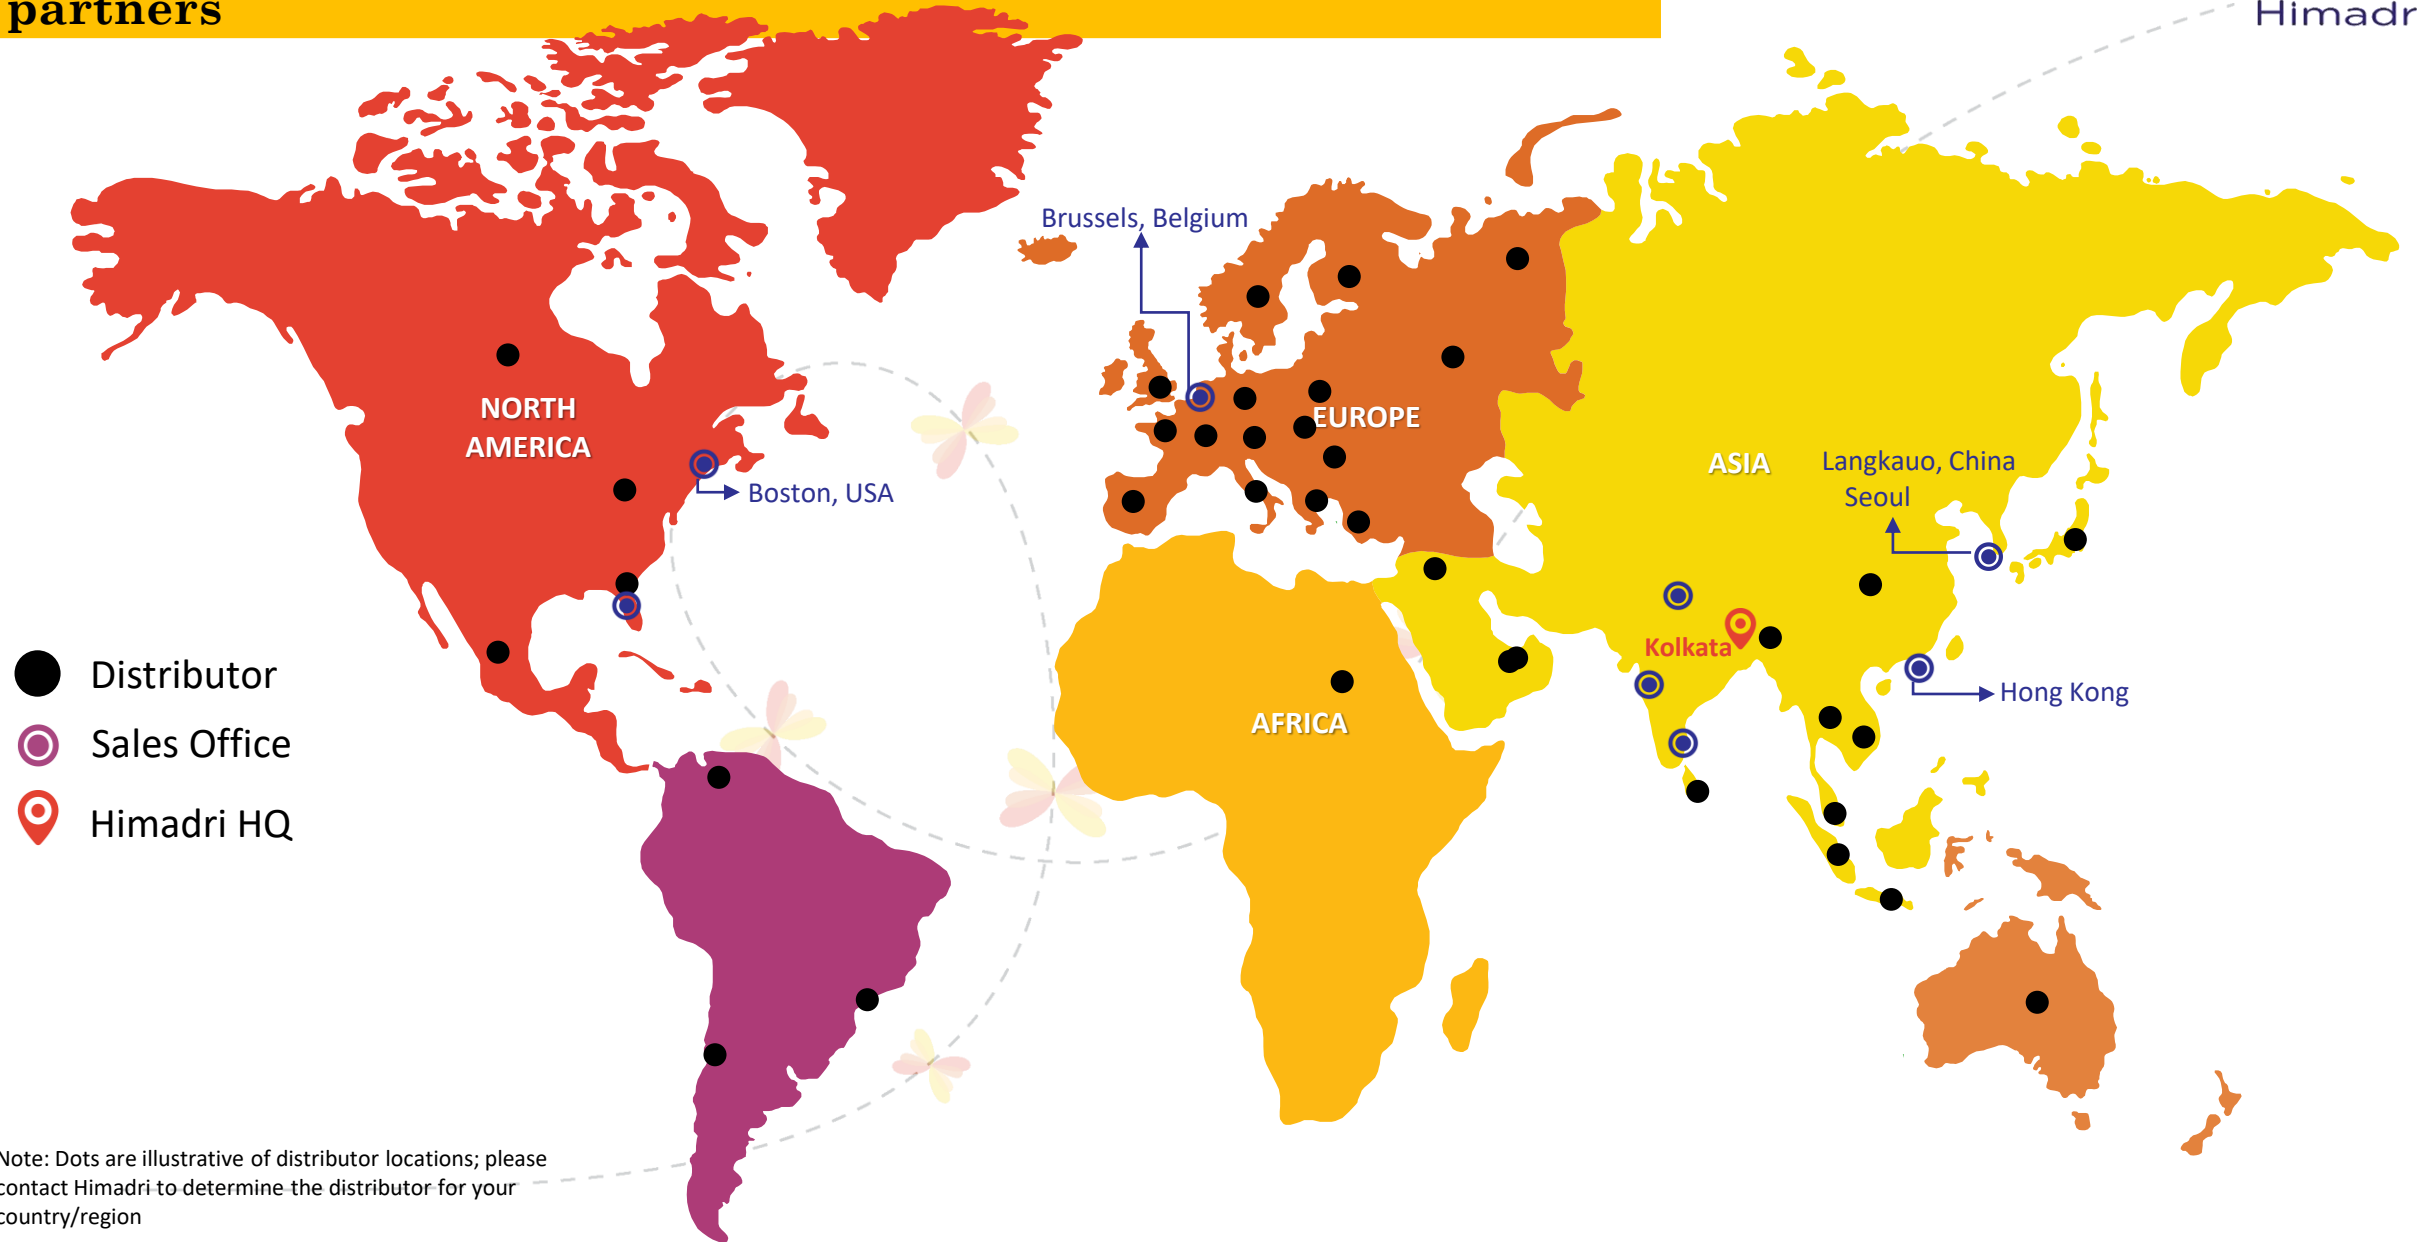 partners
Himadr
Brussels, Belgium
NORTH
AMERICA
EUROPE
ASIA
Langkauo, China
Seoul
Boston, USA
Kolkata
Hong Kong
AFRICA
Distributor
Sales Office
Himadri HQ
Note: Dots are illustrative of distributor locations; please
contact Himadri to determine the distributor for your
country/region